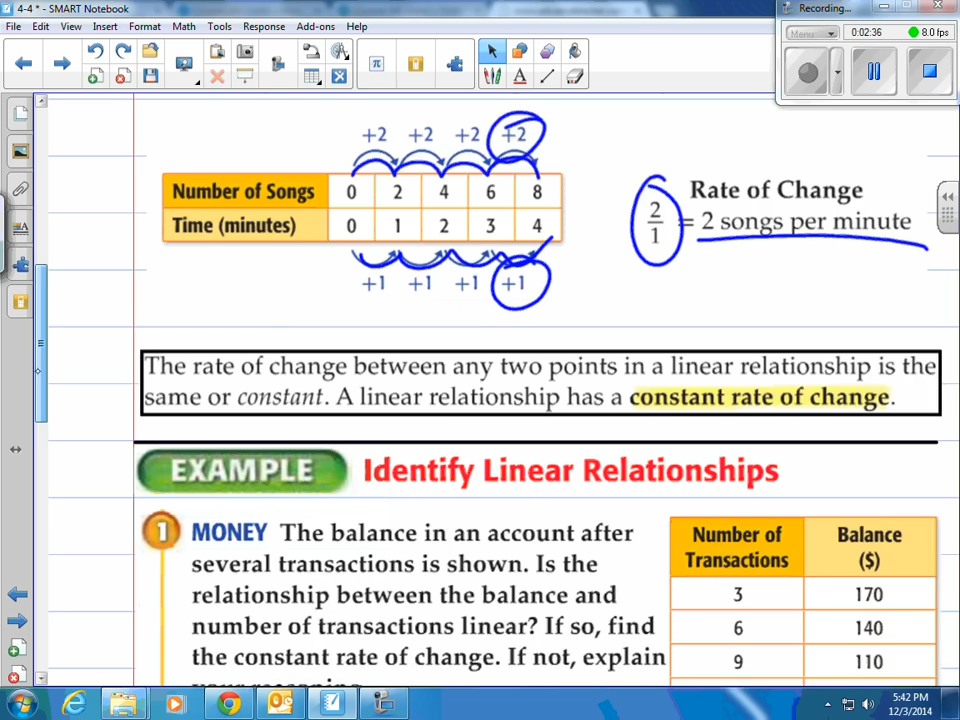 4-4 * - SMART Notebook
Recording...
File Edit View Insert Format Math Tools Response Add-ons Help
Menu 0:02:36 8.0 fps
π
A
+2 +2 +2 +2
Number of Songs 0 2 4 6 8
Time (minutes) 0 1 2 3 4
+1 +1 +1 +1
Rate of Change
2/1 = 2 songs per minute
The rate of change between any two points in a linear relationship is the
same or constant. A linear relationship has a constant rate of change.
EXAMPLE Identify Linear Relationships
1 MONEY The balance in an account after
several transactions is shown. Is the
relationship between the balance and
number of transactions linear? If so, find
the constant rate of change. If not, explain
your reasoning.
Number of Transactions Balance ($)
3 170
6 140
9 110
5:42 PM
12/3/2014